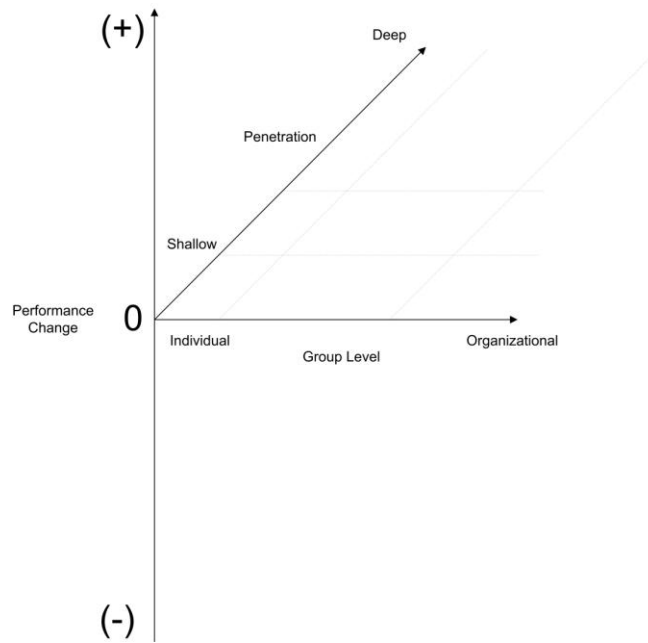 (+)
Deep
Penetration
Shallow
Performance
Change
0
Individual
Organizational
Group Level
(-)